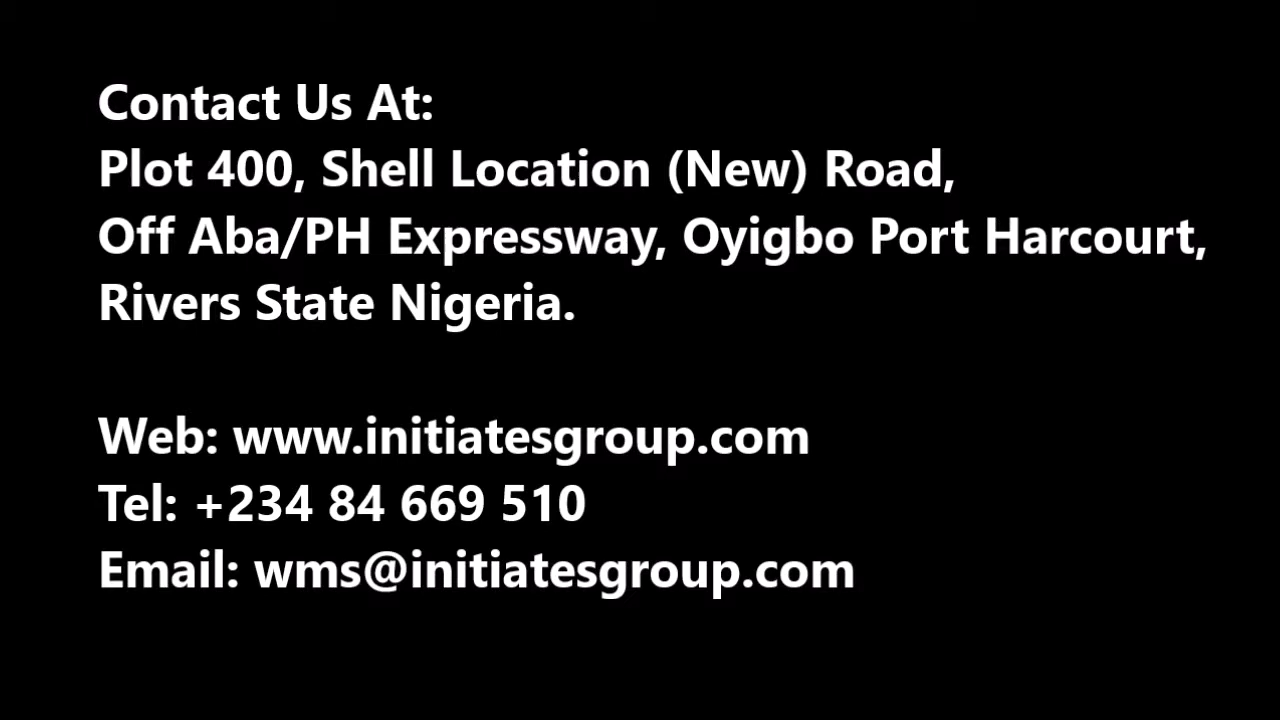 Contact Us At:
Plot 400, Shell Location (New) Road,
Off Aba/PH Expressway, Oyigbo Port Harcourt,
Rivers State Nigeria.
Web: www.initiatesgroup.com
Tel: +234 84 669 510
Email: wms@initiatesgroup.com